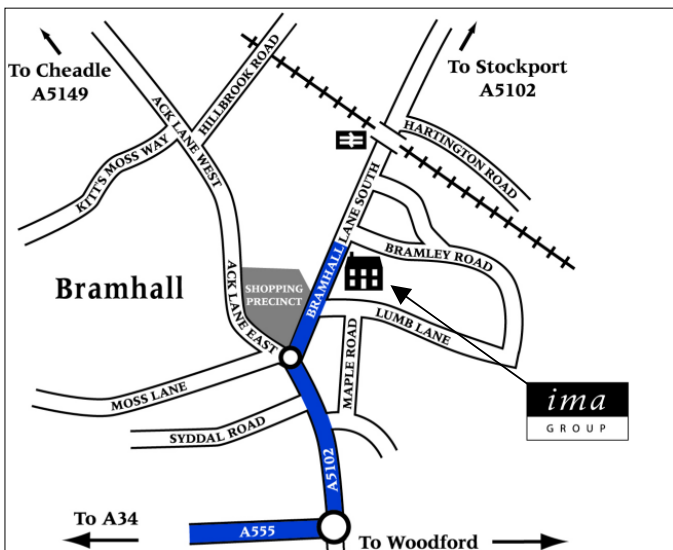 To Cheadle
A5149
To Stockport
A5102
HILLBROOK ROAD
ACK LANE WEST
KITT'S MOSS WAY
HARTINGTON ROAD
BRAMHALL LANE SOUTH
BRAMLEY ROAD
Bramhall
SHOPPING
PRECINCT
ACK LANE EAST
LUMB LANE
MAPLE ROAD
MOSS LANE
SYDDAL ROAD
ima
GROUP
A5102
To A34
A555
To Woodford